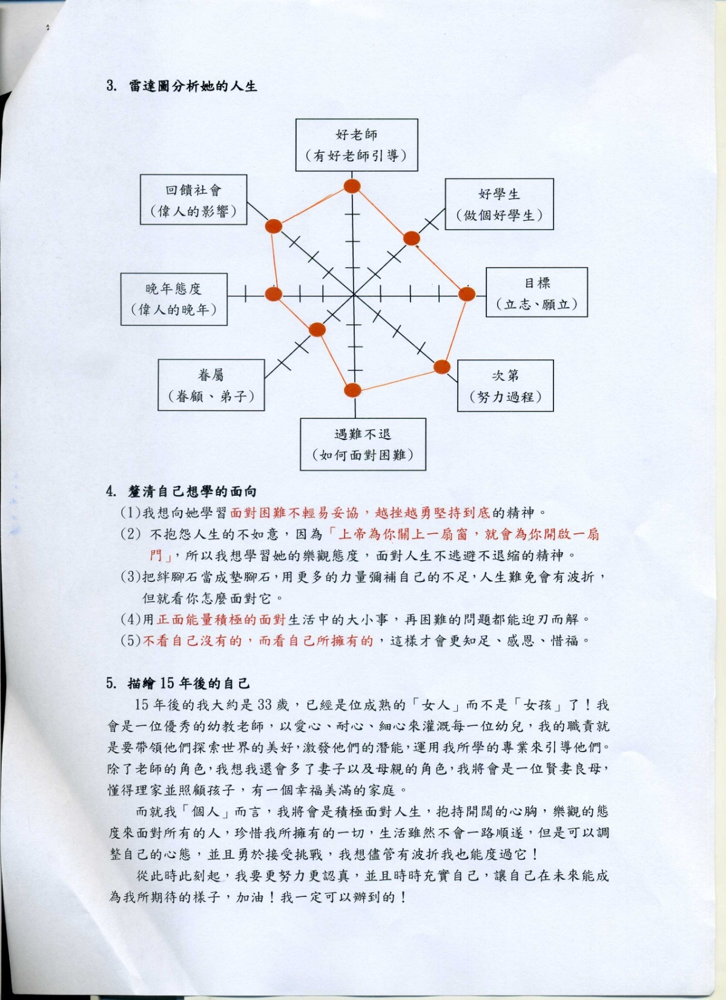 3. 雷達圖分析她的人生
好老師
(有好老師引導)
回饋社會
(偉人的影響)
好學生
(做個好學生)
晚年態度
(偉人的晚年)
目標
(立志、願立)
眷屬
(眷顧、弟子)
次第
(努力過程)
遇難不退
(如何面對困難)
4. 釐清自己想學的面向
(1)我想向她學習面對困難不輕易妥協，越挫越勇堅持到底的精神。
(2) 不抱怨人生的不如意，因為「上帝為你關上一扇窗，就會為你開啟一扇
門」，所以我想學習她的樂觀態度，面對人生不逃避不退縮的精神。
(3)把絆腳石當成墊腳石，用更多的力量彌補自己的不足，人生難免會有波折，
但就看你怎麼面對它。
(4)用正面能量積極的面對生活中的大小事，再困難的問題都能迎刃而解。
(5)不看自己沒有的，而看自己所擁有的，這樣才會更知足、感恩、惜福。
5. 描繪 15 年後的自己
15 年後的我大約是 33 歲，已經是位成熟的「女人」而不是「女孩」了！我
會是一位優秀的幼教老師，以愛心、耐心、細心來灌溉每一位幼兒，我的職責就
是要帶領他們探索世界的美好，激發他們的潛能，運用我所學的專業來引導他們。
除了老師的角色，我想我還會多了妻子以及母親的角色，我將會是一位賢妻良母，
懂得理家並照顧孩子，有一個幸福美滿的家庭。
而就我「個人」而言，我將會是積極面對人生，抱持開闊的心胸，樂觀的態
度來面對所有的人，珍惜我所擁有的一切，生活雖然不會一路順遂，但是可以調
整自己的心態，並且勇於接受挑戰，我想儘管有波折我也能度過它！
從此時此刻起，我要更努力更認真，並且時時充實自己，讓自己在未來能成
為我所期待的樣子，加油！我一定可以辦到的！